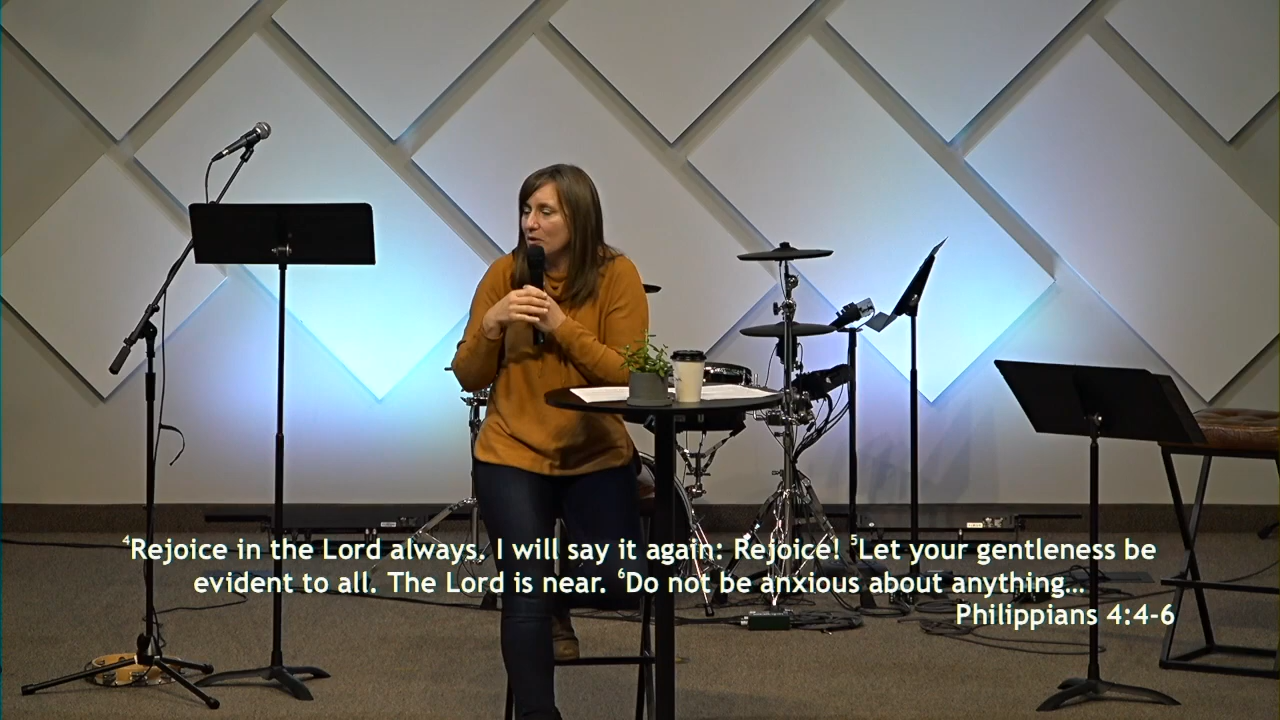 ⁴Rejoice in the Lord always. I will say it again: Rejoice! ⁵Let your gentleness be
evident to all. The Lord is near. ⁶Do not be anxious about anything...
Philippians 4:4-6